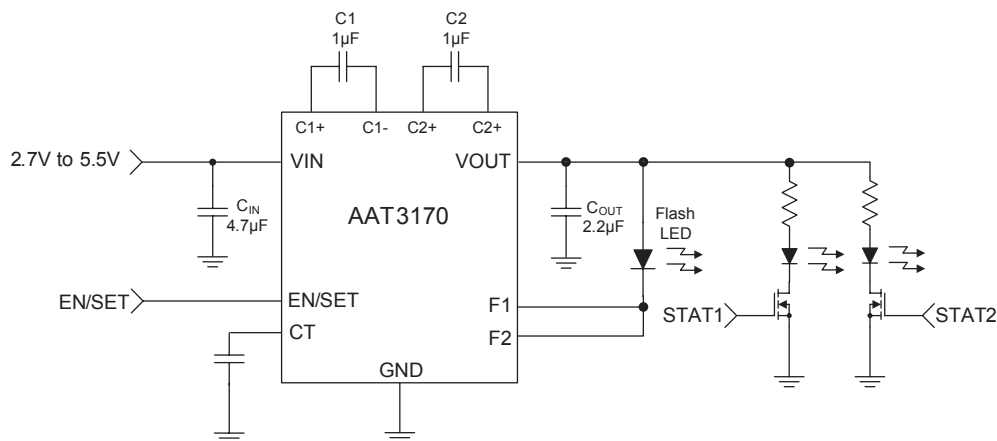 C1
1µF
C2
1µF
C1+
C1-
C2+
C2+
2.7V to 5.5V
VIN
VOUT
AAT3170
CIN
4.7µF
COUT
2.2µF
Flash
LED
EN/SET
EN/SET
CT
F1
F2
GND
STAT1
STAT2